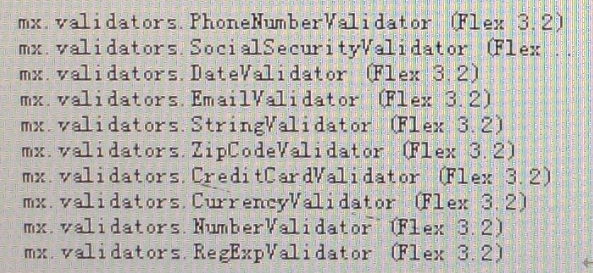 mx.validators.PhoneNumberValidator (Flex 3.2)
mx.validators.SocialSecurityValidator (Flex ...
mx.validators.DateValidator (Flex 3.2)
mx.validators.EmailValidator (Flex 3.2)
mx.validators.StringValidator (Flex 3.2)
mx.validators.ZipCodeValidator (Flex 3.2)
mx.validators.CreditCardValidator (Flex 3.2)
mx.validators.CurrencyValidator (Flex 3.2)
mx.validators.NumberValidator (Flex 3.2)
mx.validators.RegExpValidator (Flex 3.2)